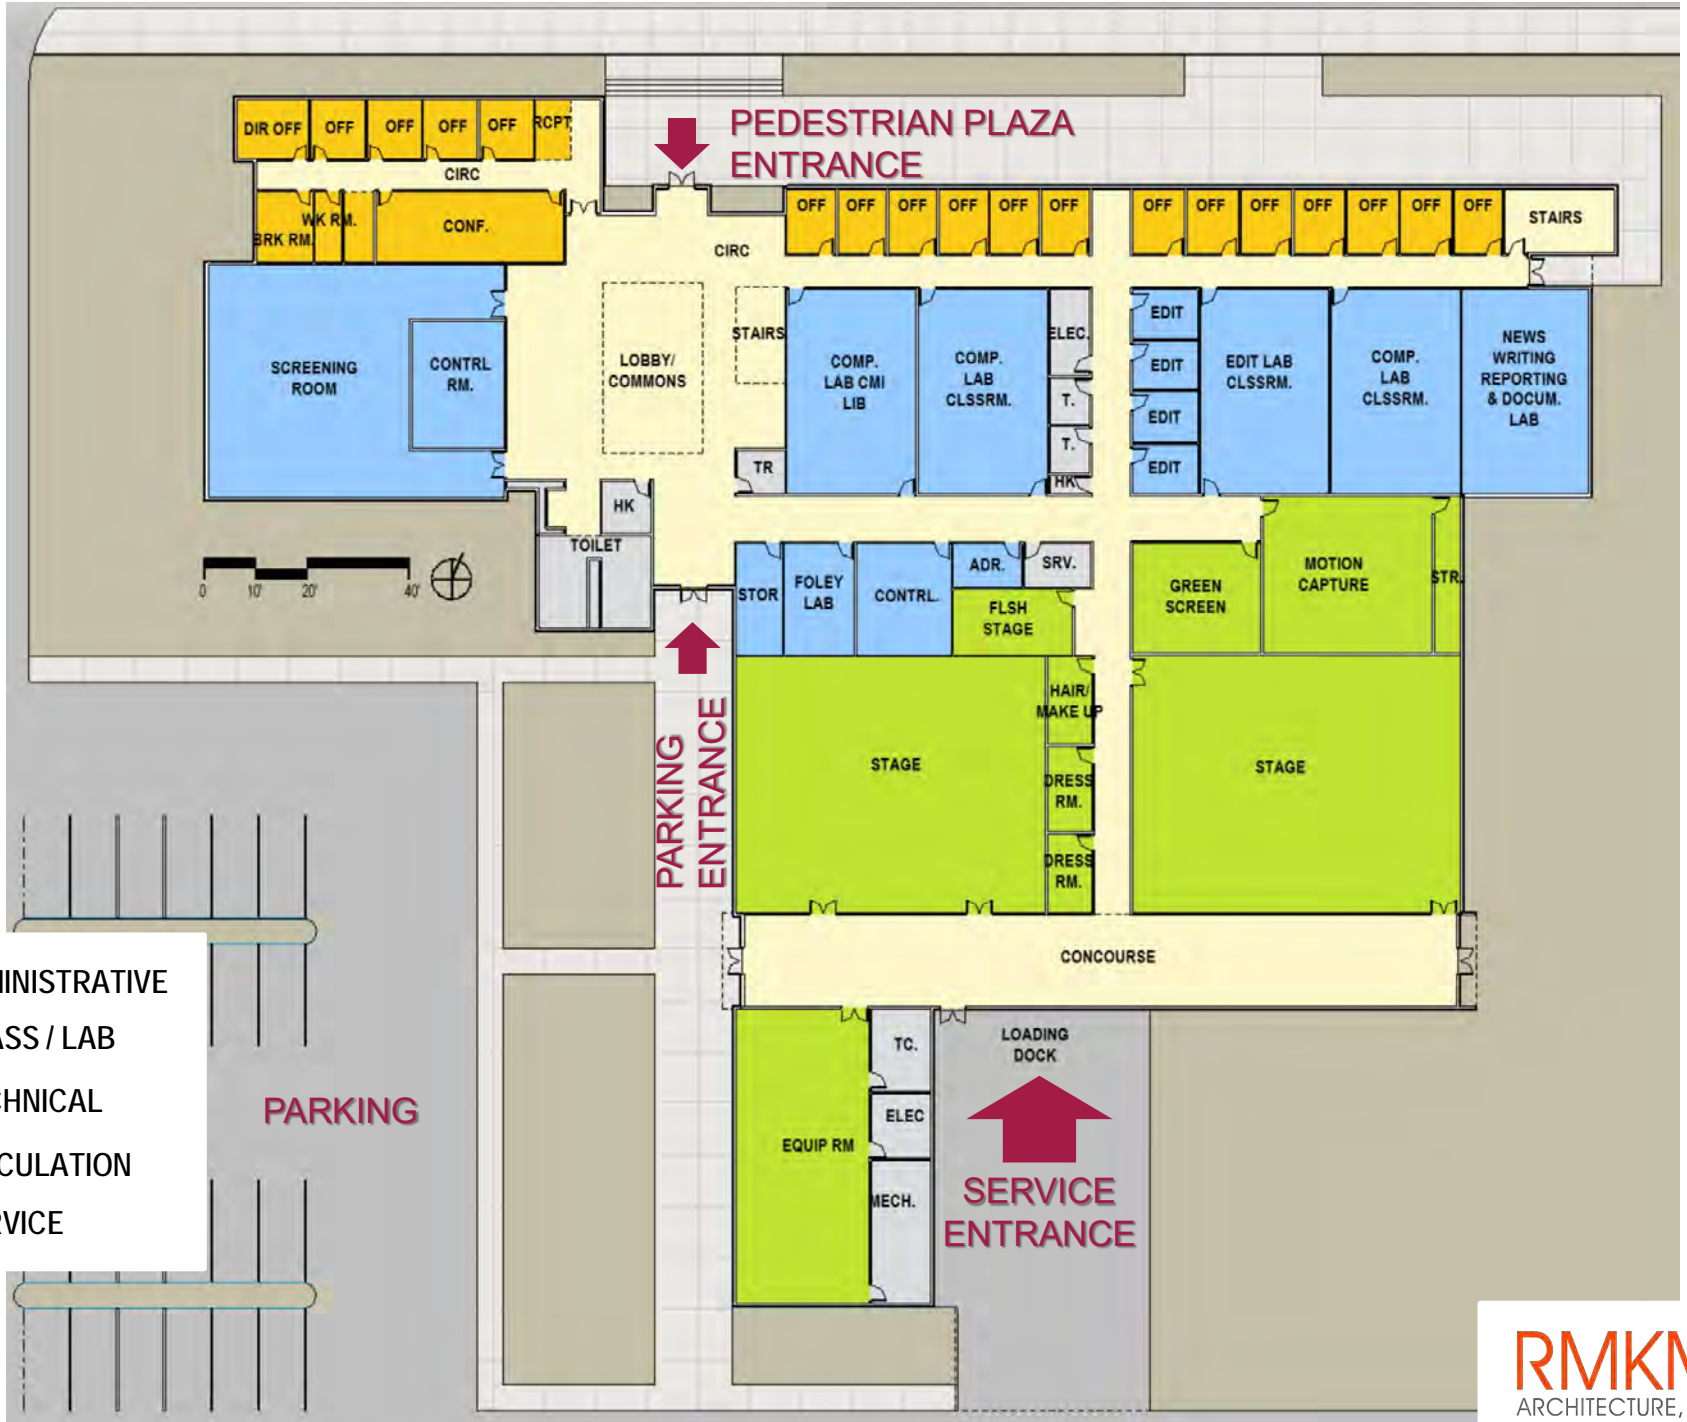 PEDESTRIAN PLAZA
ENTRANCE
DIR OFF
OFF
OFF
OFF
OFF
RCPT
CIRC
WK RM.
BRK RM.
CONF.
OFF
OFF
OFF
OFF
OFF
OFF
OFF
OFF
OFF
OFF
OFF
OFF
OFF
STAIRS
CIRC
SCREENING
ROOM
CONTRL
RM.
LOBBY/
COMMONS
STAIRS
COMP.
LAB CMI
LIB
COMP.
LAB
CLSSRM.
ELEC.
T.
T.
HK
EDIT
EDIT
EDIT
EDIT
EDIT LAB
CLSSRM.
COMP.
LAB
CLSSRM.
NEWS
WRITING
REPORTING
& DOCUM.
LAB
TR
HK
TOILET
0
10'
20'
40'
STOR
FOLEY
LAB
CONTRL.
ADR.
SRV.
FLSH
STAGE
GREEN
SCREEN
MOTION
CAPTURE
STR.
PARKING
ENTRANCE
STAGE
HAIR/
MAKE UP
DRESS
RM.
DRESS
RM.
STAGE
CONCOURSE
LOADING
DOCK
TC.
ELEC
EQUIP RM
MECH.
SERVICE
ENTRANCE
PARKING
MINISTRATIVE
ASS / LAB
CHNICAL
CULATION
RVICE
RMKM
ARCHITECTURE,